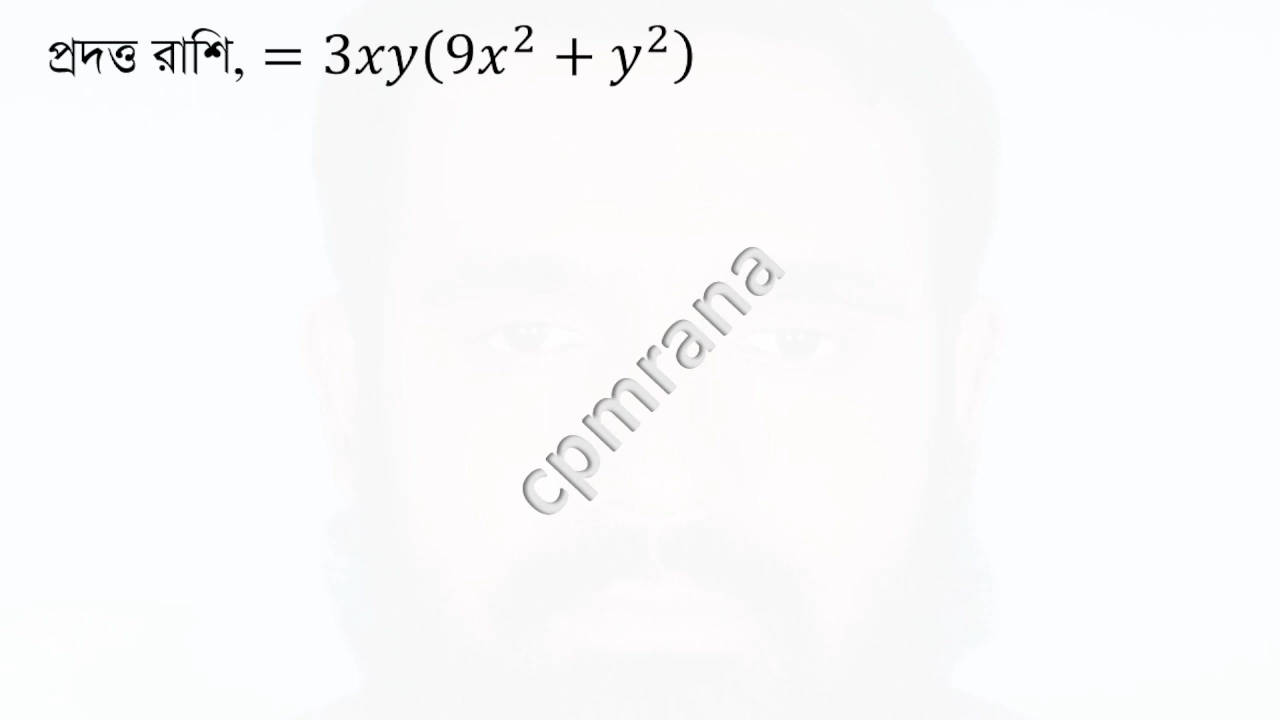 প্রদত্ত রাশি, = 3xy(9x² + y²)
cpmrana